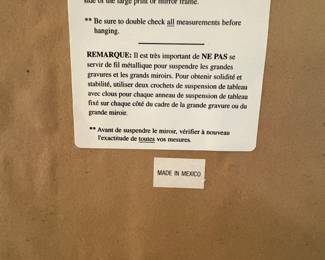 side of the large print or mirror frame.
** Be sure to double check all measurements before
hanging.
REMARQUE: Il est très important de NE PAS se
servir de fil métallique pour suspendre les grandes
gravures et les grands miroirs. Pour obtenir solidité et
stabilité, utiliser deux crochets de suspension de tableau
avec clous pour chaque anneau de suspension de tableau
fixé sur chaque côté du cadre de la grande gravure ou du
grande miroir.
** Avant de suspendre le miroir, vérifier à nouveau
l'exactitude de toutes vos mesures.
MADE IN MEXICO